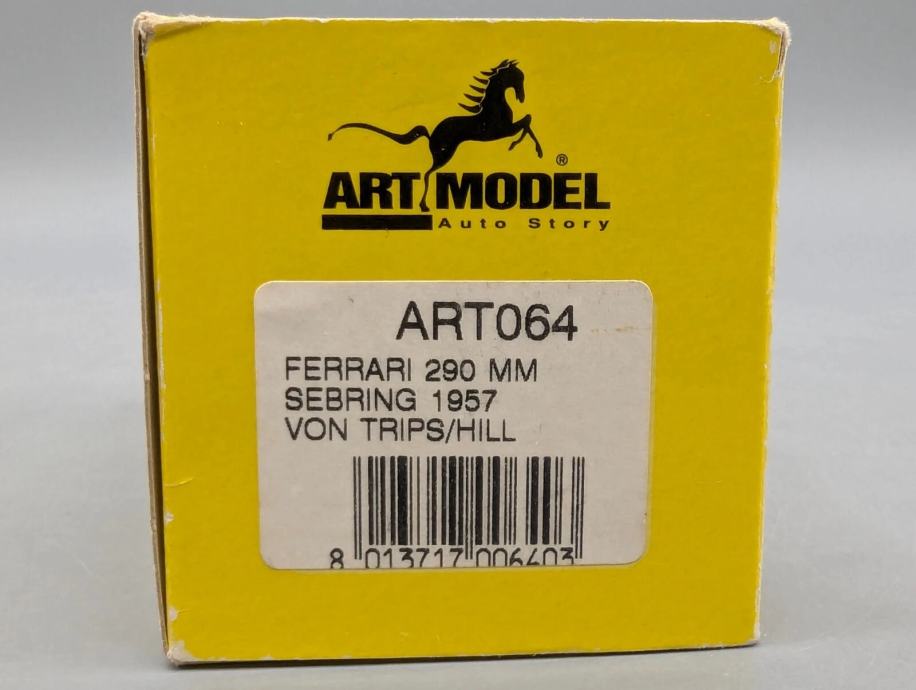 ®
ART MODEL
Auto Story
ART064
FERRARI 290 MM
SEBRING 1957
VON TRIPS/HILL
8 013717 006403